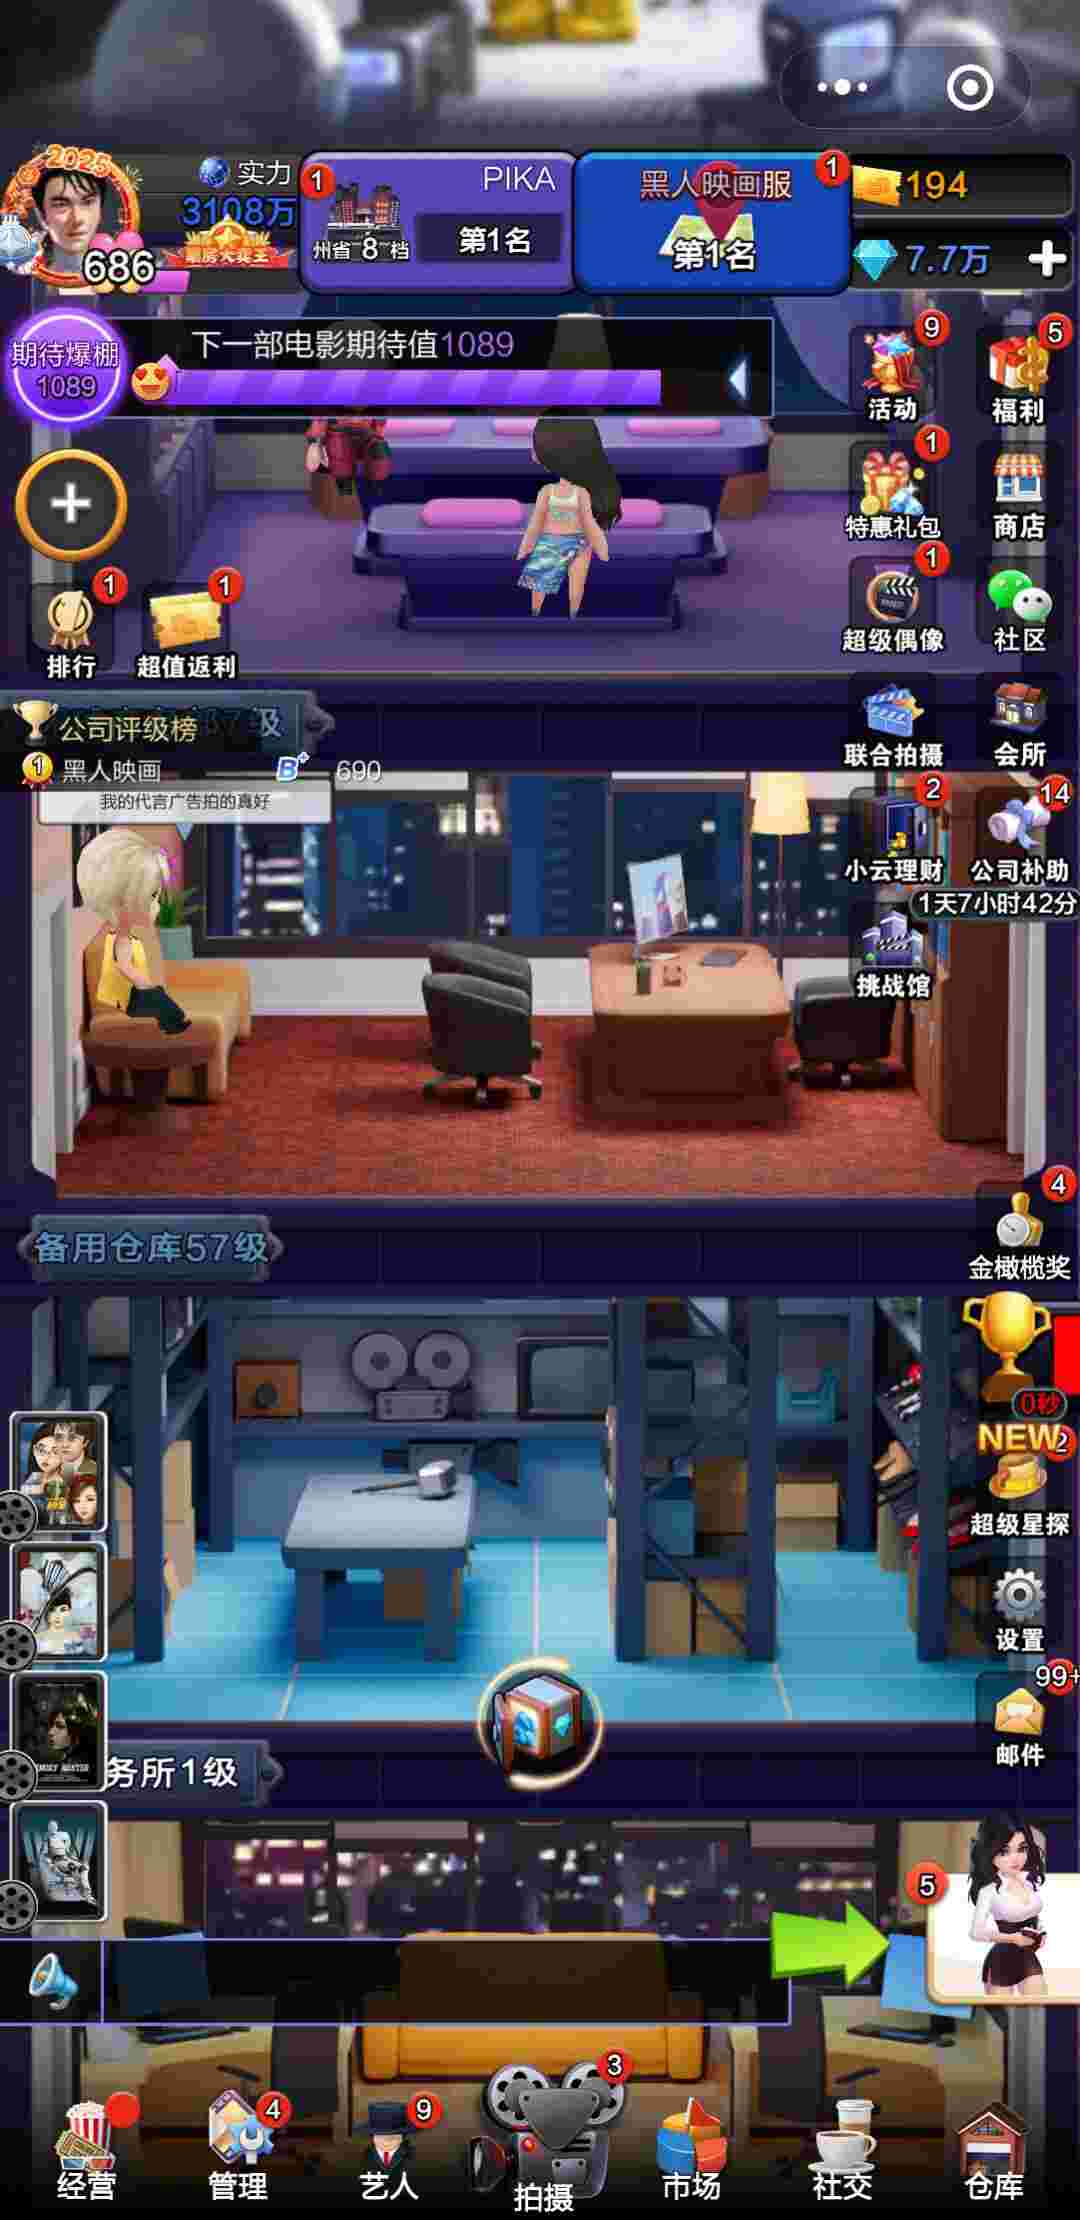 2025
实力
3108万
票房大卖王
686
1
PIKA
州省 8 档
第1名
1
黑人映画服
第1名
194
7.7万
期待爆棚
1089
下一部电影期待值1089
9
活动
5
福利
1
特惠礼包
商店
1
排行
1
超值返利
1
超级偶像
社区
7级
公司评级榜
1 黑人映画 B+ 690
我的代言广告拍的真好
联合拍摄
会所
2
小云理财
14
公司补助
1天7小时42分
挑战馆
备用仓库57级
4
金橄榄奖
0秒
NEW
2
超级星探
设置
99+
邮件
务所1级
5
经营
4
管理
9
艺人
3
拍摄
市场
社交
仓库